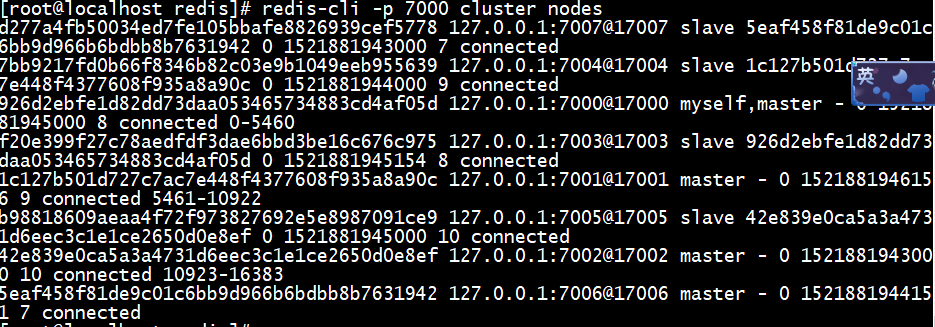 [root@localhost redis]# redis-cli -p 7000 cluster nodes
d277a4fb50034ed7fe105bbafe8826939cef5778 127.0.0.1:7007@17007 slave 5eaf458f81de9c01c
6bb9d966b6bdbb8b7631942 0 1521881943000 7 connected
7bb9217fd0b66f8346b82c03e9b1049eeb955639 127.0.0.1:7004@17004 slave 1c127b501d727c7ac
7e448f4377608f935a8a90c 0 1521881944000 9 connected
英
926d2ebfe1d82dd73daa053465734883cd4af05d 127.0.0.1:7000@17000 myself,master - 0 15218
81945000 8 connected 0-5460
f20e399f27c78aedfdf3dae6bbd3be16c676c975 127.0.0.1:7003@17003 slave 926d2ebfe1d82dd73
daa053465734883cd4af05d 0 1521881945154 8 connected
1c127b501d727c7ac7e448f4377608f935a8a90c 127.0.0.1:7001@17001 master - 0 152188194615
6 9 connected 5461-10922
b98818609aeaa4f72f973827692e5e8987091ce9 127.0.0.1:7005@17005 slave 42e839e0ca5a3a473
1d6eec3c1e1ce2650d0e8ef 0 1521881945000 10 connected
42e839e0ca5a3a4731d6eec3c1e1ce2650d0e8ef 127.0.0.1:7002@17002 master - 0 152188194300
0 10 connected 10923-16383
5eaf458f81de9c01c6bb9d966b6bdbb8b7631942 127.0.0.1:7006@17006 master - 0 152188194415
1 7 connected